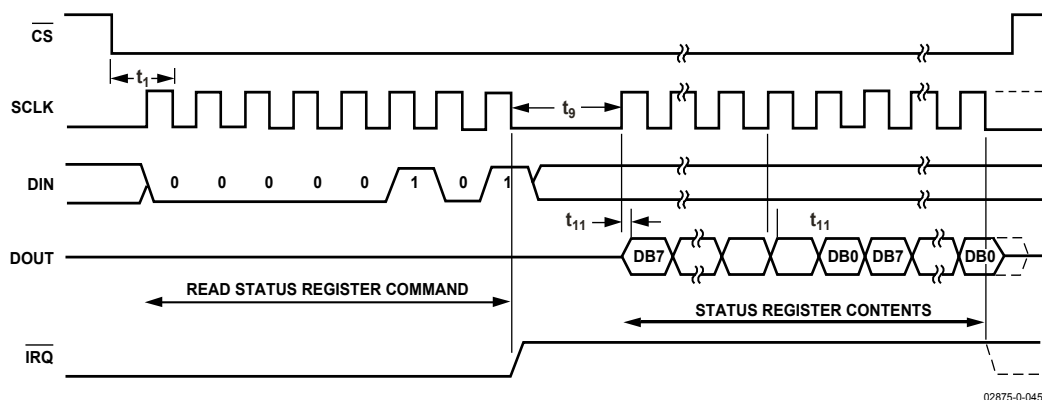 CS
t1
SCLK
t9
DIN
0 0 0 0 0 1 0 1
t11
t11
DOUT
DB7
DB0
DB7
DB0
READ STATUS REGISTER COMMAND
STATUS REGISTER CONTENTS
IRQ
02875-0-045